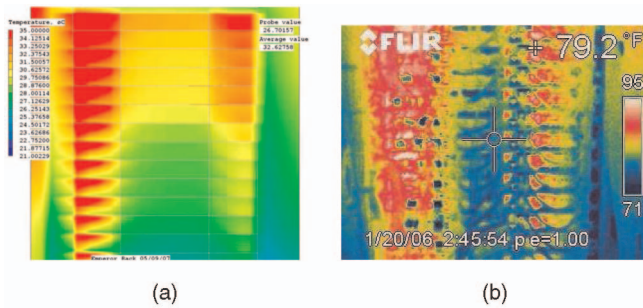 Temperature, øC
35.00000
34.12514
33.25029
32.37543
31.50057
30.62572
29.75086
28.87600
28.00114
27.12629
26.25143
25.37658
24.50172
23.62686
22.75200
21.87715
21.00229
Probe value
26.70157
Average value
32.62758
Emperor Rack 05/09/07
FLIR
79.2 °F
95
71
1/20/06 2:45:54 p e=1.00
(a)
(b)